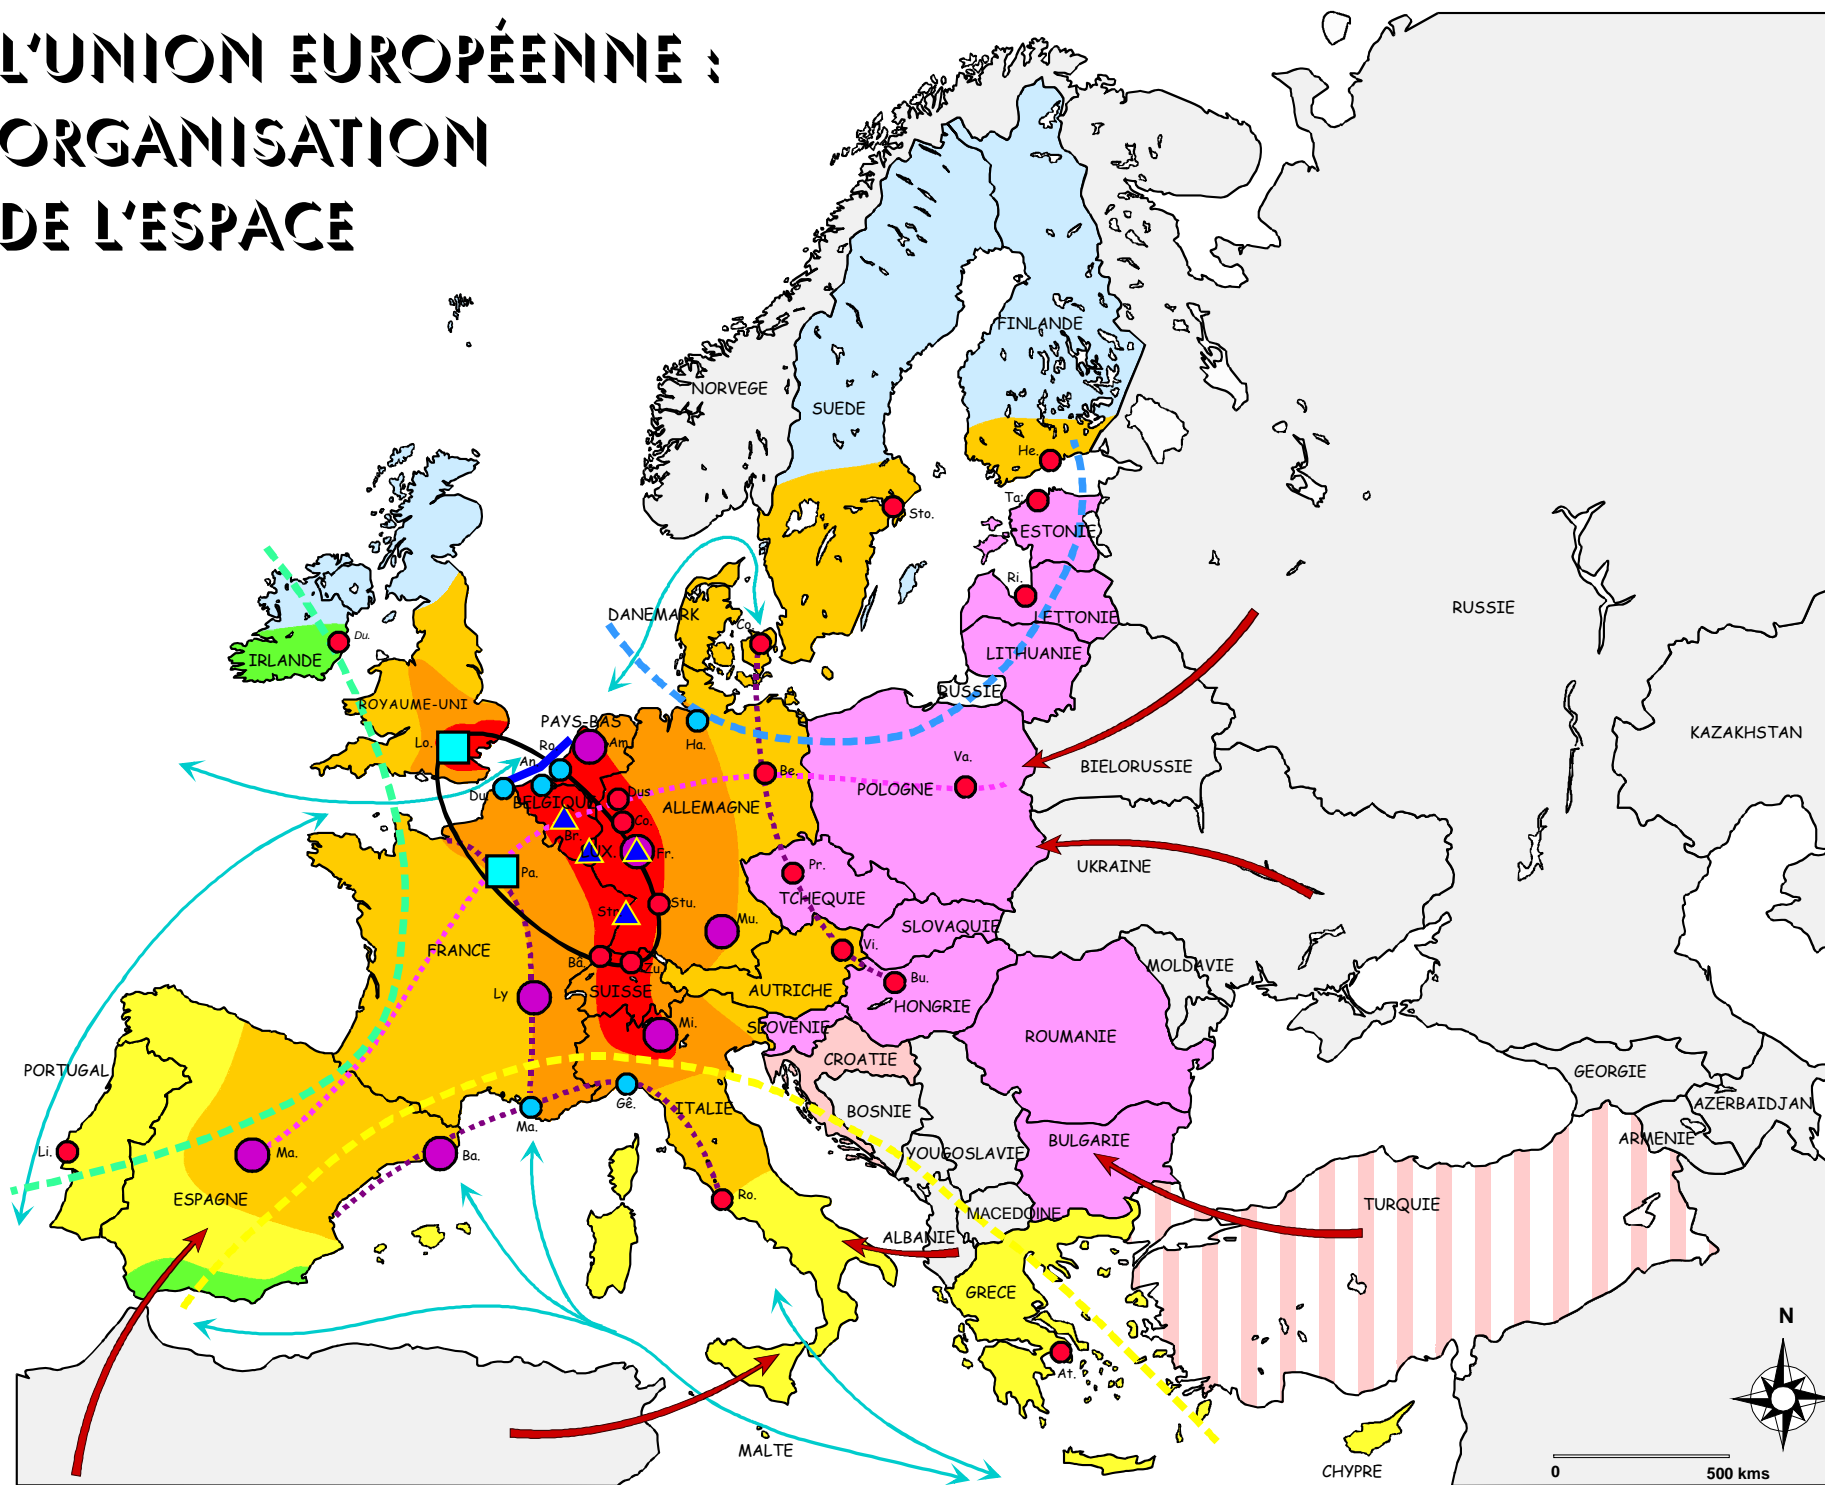 L'UNION EUROPÉENNE :
ORGANISATION
DE L'ESPACE
FINLANDE
NORVEGE
SUEDE
He.
Ta.
Sto.
ESTONIE
Ri.
RUSSIE
DANEMARK
LETTONIE
Co.
Du.
IRLANDE
LITHUANIE
RUSSIE
ROYAUME-UNI
PAYS-BAS
Lo.
Ro.
Am.
Ha.
KAZAKHSTAN
An.
Be.
Va.
BIELORUSSIE
Du.
BELGIQUE
Dus
ALLEMAGNE
POLOGNE
Co.
Br.
LUX.
Fr.
Pa.
Pr.
UKRAINE
TCHEQUIE
Str.
Stu.
Mu.
SLOVAQUIE
FRANCE
Vi.
Bâ.
Zu.
MOLDAVIE
Ly
SUISSE
AUTRICHE
Bu.
HONGRIE
Mi.
SLOVENIE
ROUMANIE
CROATIE
PORTUGAL
GEORGIE
Gê.
ITALIE
BOSNIE
AZERBAIDJAN
Ma.
BULGARIE
ARMENIE
Li.
Ma.
Ba.
YOUGOSLAVIE
ESPAGNE
Ro.
MACEDOINE
TURQUIE
ALBANIE
GRECE
N
At.
MALTE
CHYPRE
0 500 kms